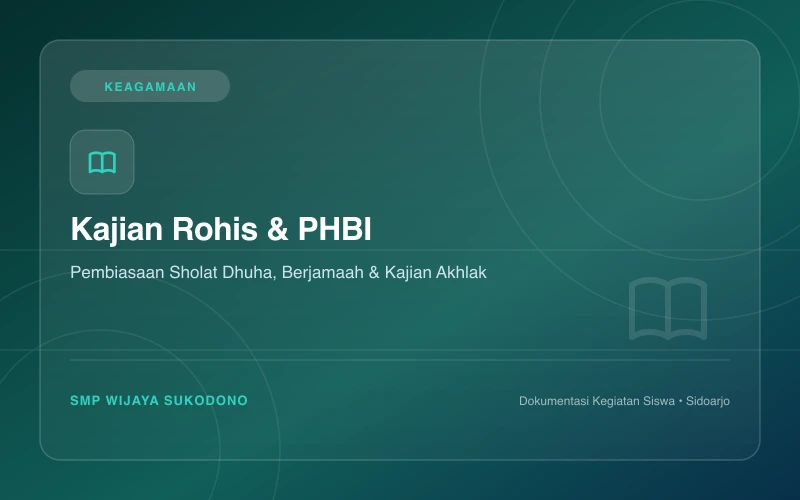 KEAGAMAAN
Kajian Rohis & PHBI
Pembiasaan Sholat Dhuha, Berjamaah & Kajian Akhlak
SMP WIJAYA SUKODONO
Dokumentasi Kegiatan Siswa • Sidoarjo